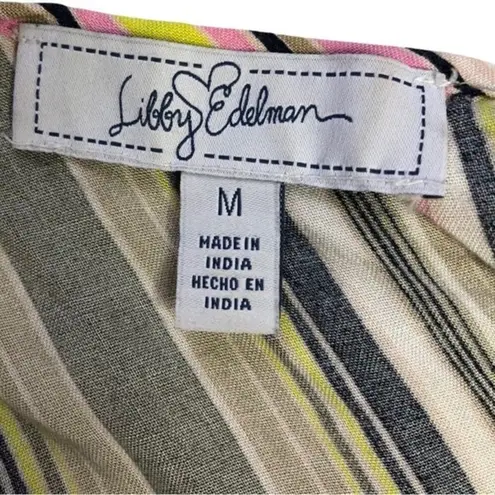 Libby Edelman
M
MADE IN
INDIA
HECHO EN
INDIA